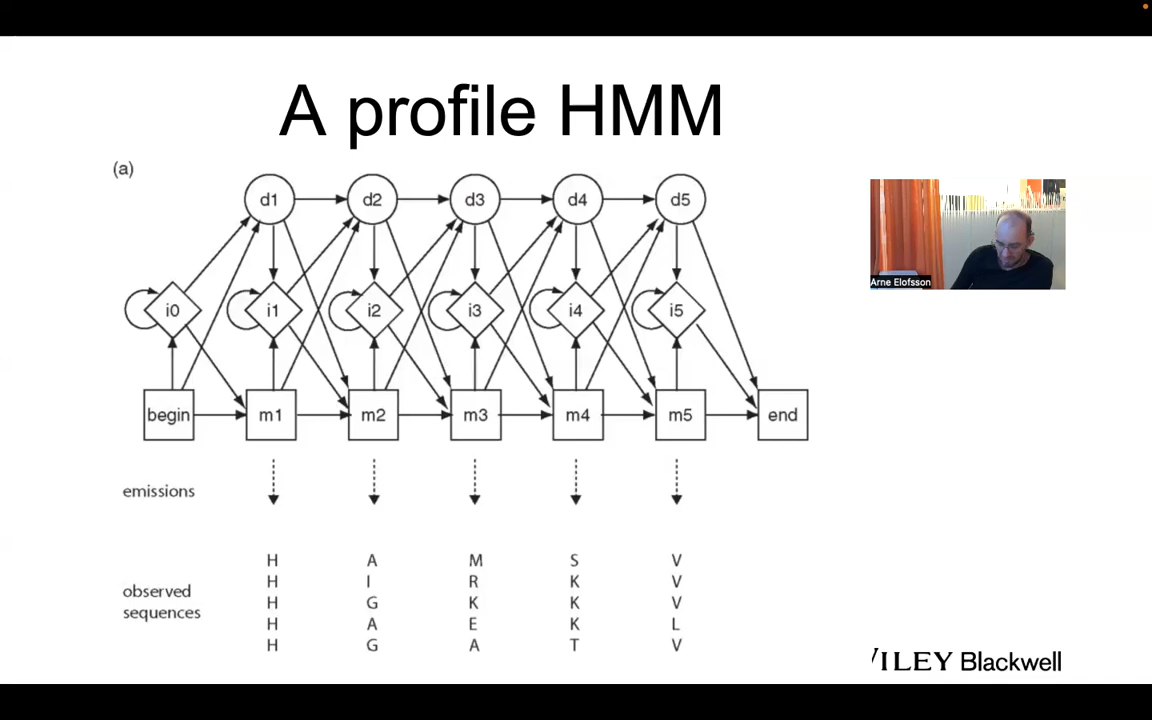 A profile HMM
(a)
d1 d2 d3 d4 d5
i0 i1 i2 i3 i4 i5
Arne Elofsson
begin m1 m2 m3 m4 m5 end
emissions
H A M S V
H I R K V
observed
sequences
H G K K V
H A E K L
H G A T V
WILEY Blackwell